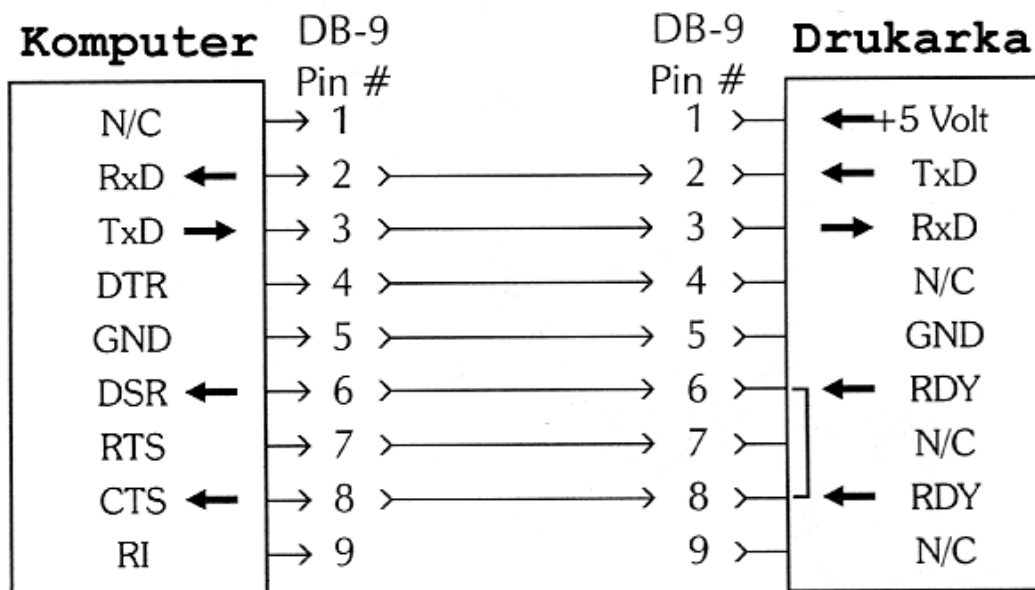 Komputer DB-9 DB-9 Drukarka
Pin # Pin #
N/C 1 1 +5 Volt
RxD 2 2 TxD
TxD 3 3 RxD
DTR 4 4 N/C
GND 5 5 GND
DSR 6 6 RDY
RTS 7 7 N/C
CTS 8 8 RDY
RI 9 9 N/C